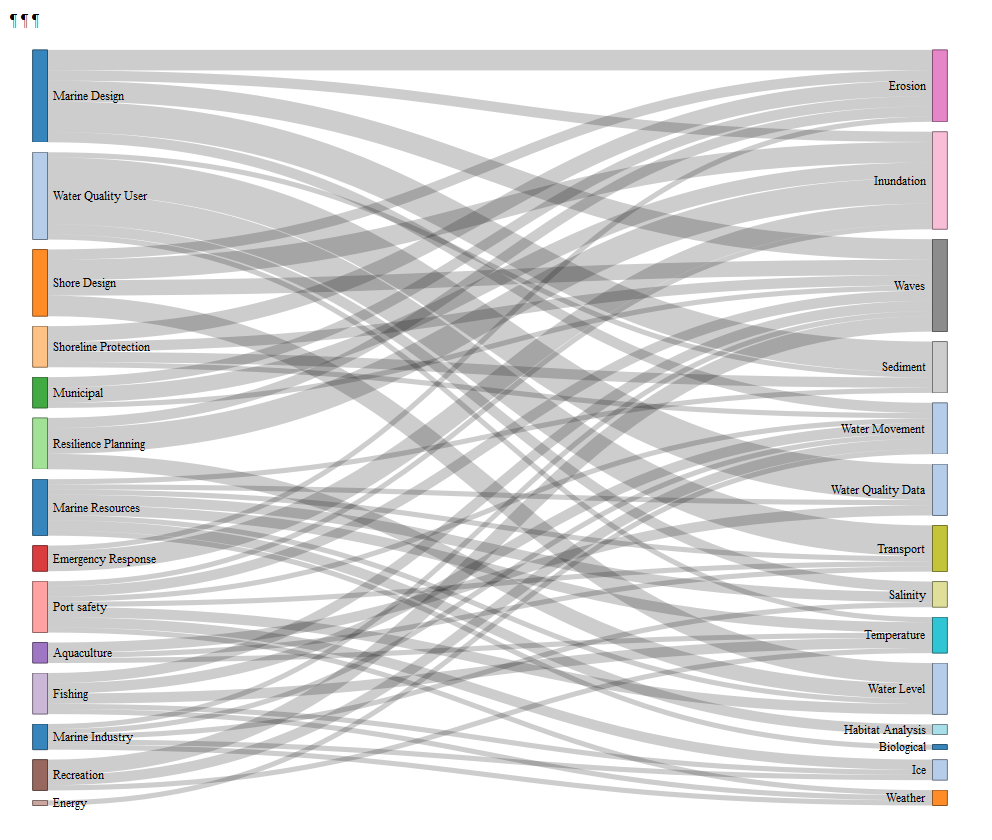 ¶ ¶ ¶
Marine Design
Water Quality User
Shore Design
Shoreline Protection
Municipal
Resilience Planning
Marine Resources
Emergency Response
Port safety
Aquaculture
Fishing
Marine Industry
Recreation
Energy
Erosion
Inundation
Waves
Sediment
Water Movement
Water Quality Data
Transport
Salinity
Temperature
Water Level
Habitat Analysis
Biological
Ice
Weather